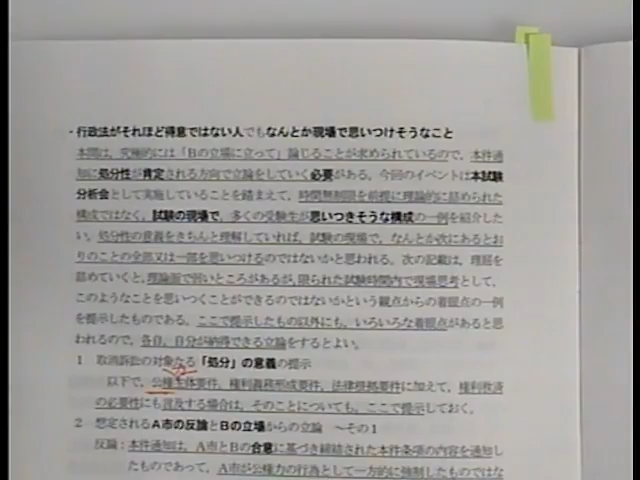 ・行政法がそれほど得意ではない人でもなんとか現場で思いつけそうなこと
本問は、究極的には「Bの立場に立って」論じることが求められているので、本件通
知に処分性が肯定される方向で立論をしていく必要がある。今回のイベントは本試験
分析会として実施していることを踏まえて、時間無制限を前提に理論的に詰められた
構成ではなく、試験の現場で、多くの受験生が思いつきそうな構成の一例を紹介した
い。処分性の意義をきちんと理解していれば、試験の現場で、なんとか次にあるとお
りのことの全部又は一部を思いつけるのではないかと思われる。次の記載は、理屈を
詰めていくと、理論面で弱いところがあるが、限られた試験時間内で現場思考として、
このようなことを思いつくことができるのではないかという観点からの着眼点の一例
を提示したものである。ここで提示したもの以外にも、いろいろな着眼点があると思
われるので、各自、自分が納得できる立論をするとよい。
1 取消訴訟の対象なる「処分」の意義の提示
以下で、公権主体要件、権利義務形成要件、法律根拠要件に加えて、権利救済
の必要性にも言及する場合は、そのことについても、ここで提示しておく。
2 想定されるA市の反論とBの立場からの立論 ～その1
反論：本件通知は、A市とBの合意に基づき締結された本件条項の内容を通知し
たものであって、A市が公権力の行為として一方的に強制したものではな